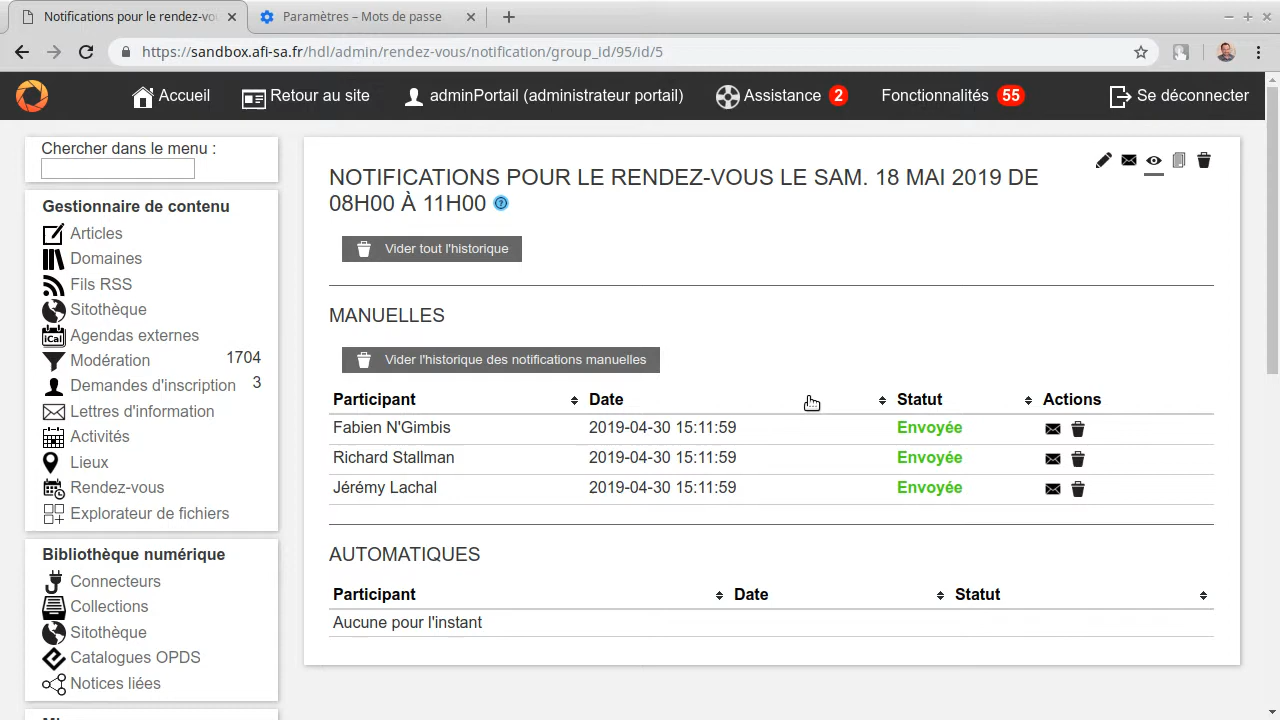 Notifications pour le rendez-vou
Paramètres – Mots de passe
https://sandbox.afi-sa.fr/hdl/admin/rendez-vous/notification/group_id/95/id/5
Accueil
Retour au site
adminPortail (administrateur portail)
Assistance 2
Fonctionnalités 55
Se déconnecter
Chercher dans le menu :
Gestionnaire de contenu
Articles
Domaines
Fils RSS
Sitothèque
iCal Agendas externes
Modération 1704
Demandes d'inscription 3
Lettres d'information
Activités
Lieux
Rendez-vous
Explorateur de fichiers
Bibliothèque numérique
Connecteurs
Collections
Sitothèque
Catalogues OPDS
Notices liées
NOTIFICATIONS POUR LE RENDEZ-VOUS LE SAM. 18 MAI 2019 DE
08H00 À 11H00 ?
Vider tout l'historique
MANUELLES
Vider l'historique des notifications manuelles
Participant Date Statut Actions
Fabien N'Gimbis 2019-04-30 15:11:59 Envoyée
Richard Stallman 2019-04-30 15:11:59 Envoyée
Jérémy Lachal 2019-04-30 15:11:59 Envoyée
AUTOMATIQUES
Participant Date Statut
Aucune pour l'instant